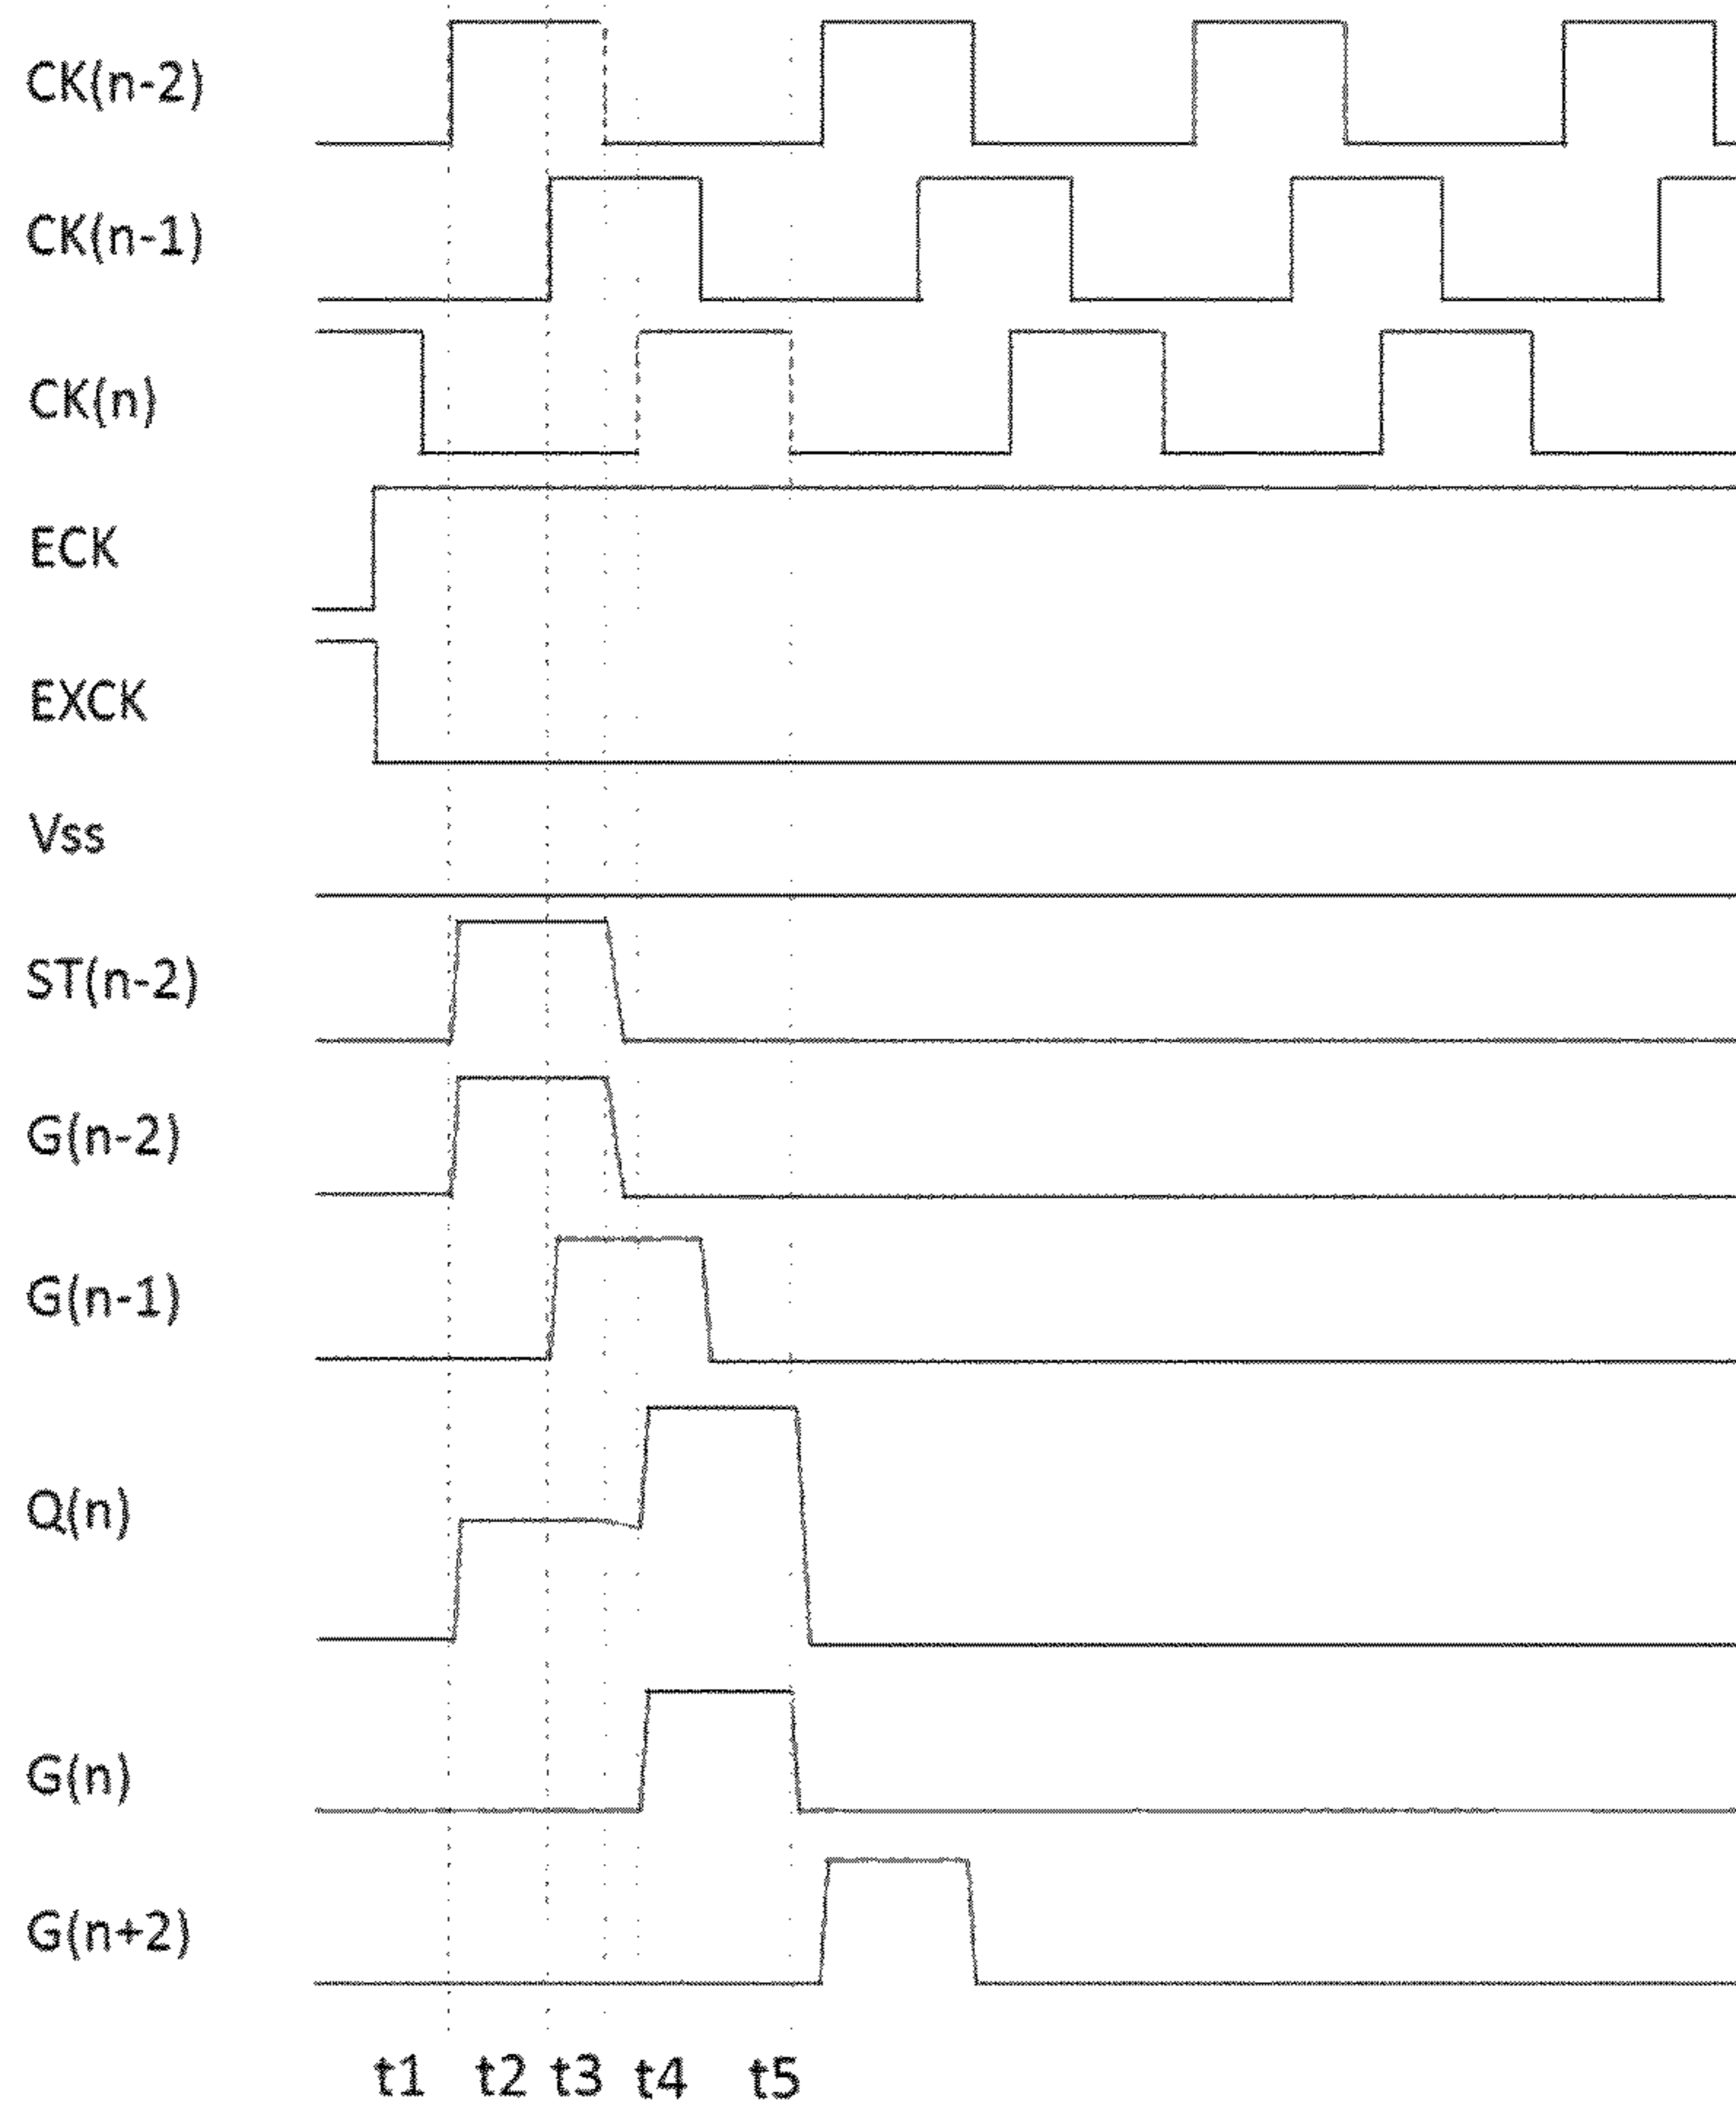 CK(n-2)
CK(n-1)
CK(n)
ECK
EXCK
Vss
ST(n-2)
G(n-2)
G(n-1)
Q(n)
G(n)
G(n+2)
t1 t2 t3 t4 t5